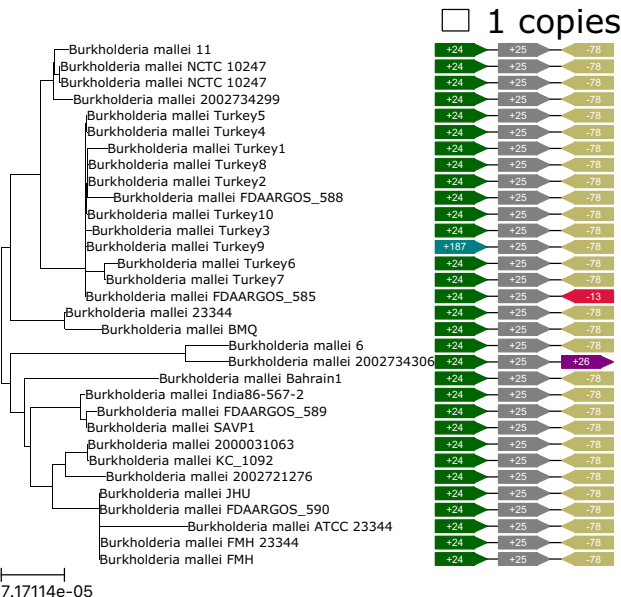 1 copies
Burkholderia mallei 11 +24 +25 -78
Burkholderia mallei NCTC 10247 +24 +25 -78
Burkholderia mallei NCTC 10247 +24 +25 -78
Burkholderia mallei 2002734299 +24 +25 -78
Burkholderia mallei Turkey5 +24 +25 -78
Burkholderia mallei Turkey4 +24 +25 -78
Burkholderia mallei Turkey1 +24 +25 -78
Burkholderia mallei Turkey8 +24 +25 -78
Burkholderia mallei Turkey2 +24 +25 -78
Burkholderia mallei FDAARGOS_588 +24 +25 -78
Burkholderia mallei Turkey10 +24 +25 -78
Burkholderia mallei Turkey3 +24 +25 -78
Burkholderia mallei Turkey9 +187 +25 -78
Burkholderia mallei Turkey6 +24 +25 -78
Burkholderia mallei Turkey7 +24 +25 -78
Burkholderia mallei FDAARGOS_585 +24 +25 -13
Burkholderia mallei 23344 +24 +25 -78
Burkholderia mallei BMQ +24 +25 -78
Burkholderia mallei 6 +24 +25 -78
Burkholderia mallei 2002734306 +24 +25 +26
Burkholderia mallei Bahrain1 +24 +25 -78
Burkholderia mallei India86-567-2 +24 +25 -78
Burkholderia mallei FDAARGOS_589 +24 +25 -78
Burkholderia mallei SAVP1 +24 +25 -78
Burkholderia mallei 2000031063 +24 +25 -78
Burkholderia mallei KC_1092 +24 +25 -78
Burkholderia mallei 2002721276 +24 +25 -78
Burkholderia mallei JHU +24 +25 -78
Burkholderia mallei FDAARGOS_590 +24 +25 -78
Burkholderia mallei ATCC 23344 +24 +25 -78
Burkholderia mallei FMH 23344 +24 +25 -78
Burkholderia mallei FMH +24 +25 -78
7.17114e-05